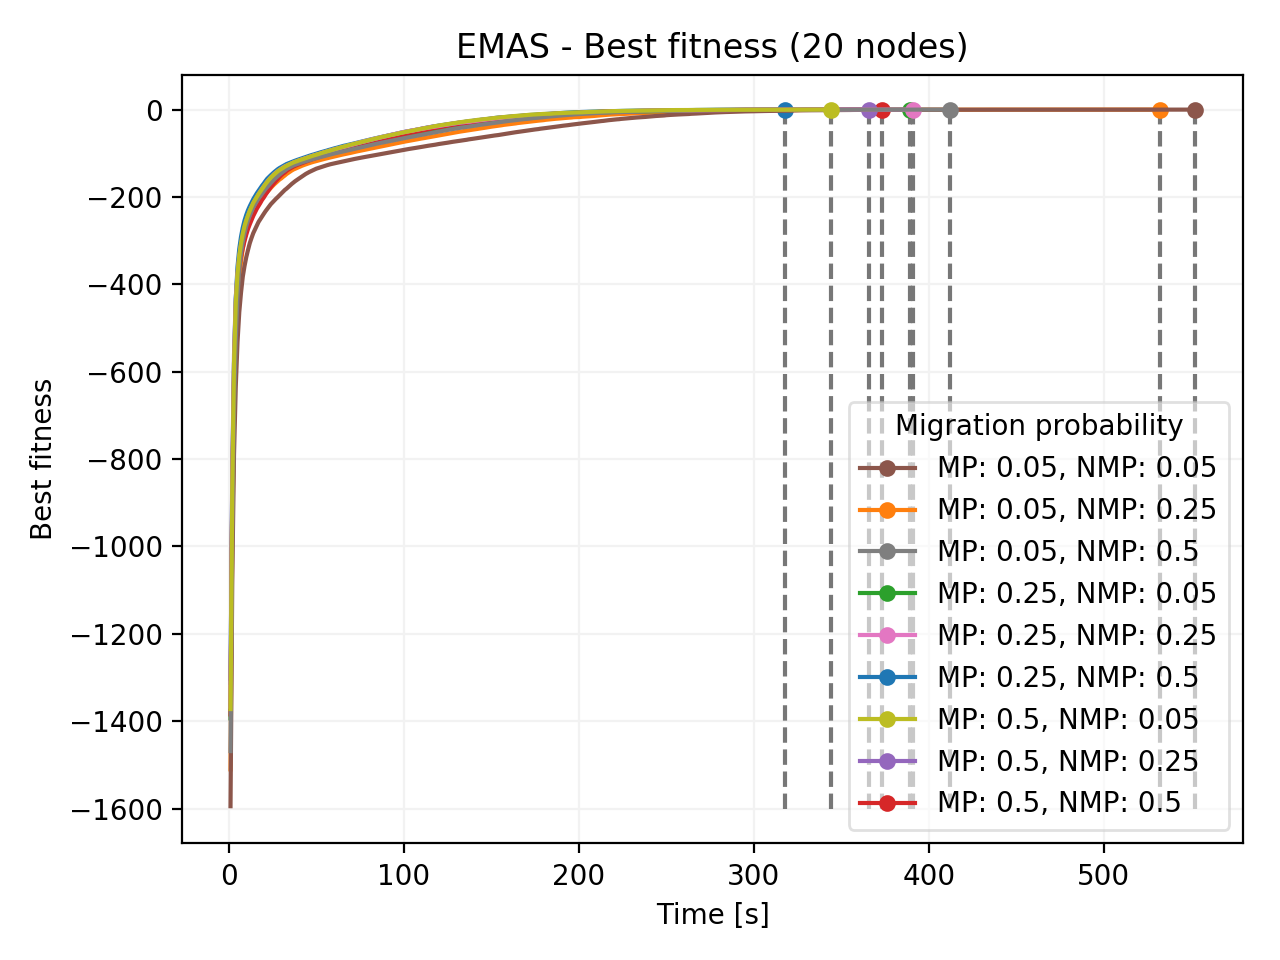 EMAS - Best fitness (20 nodes)
0
−200
−400
−600
−800
−1000
−1200
−1400
−1600
Best fitness
Migration probability
MP: 0.05, NMP: 0.05
MP: 0.05, NMP: 0.25
MP: 0.05, NMP: 0.5
MP: 0.25, NMP: 0.05
MP: 0.25, NMP: 0.25
MP: 0.25, NMP: 0.5
MP: 0.5, NMP: 0.05
MP: 0.5, NMP: 0.25
MP: 0.5, NMP: 0.5
0 100 200 300 400 500
Time [s]